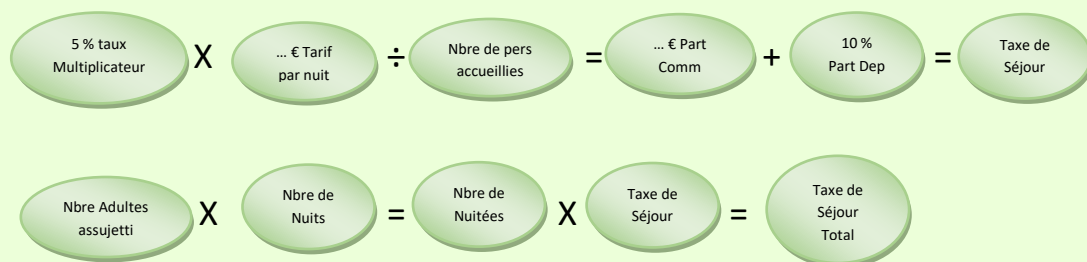 5 % taux
Multiplicateur
X
... € Tarif
par nuit
÷
Nbre de pers
accueillies
=
... € Part
Comm
+
10 %
Part Dep
=
Taxe de
Séjour
Nbre Adultes
assujetti
X
Nbre de
Nuits
=
Nbre de
Nuitées
X
Taxe de
Séjour
=
Taxe de
Séjour
Total